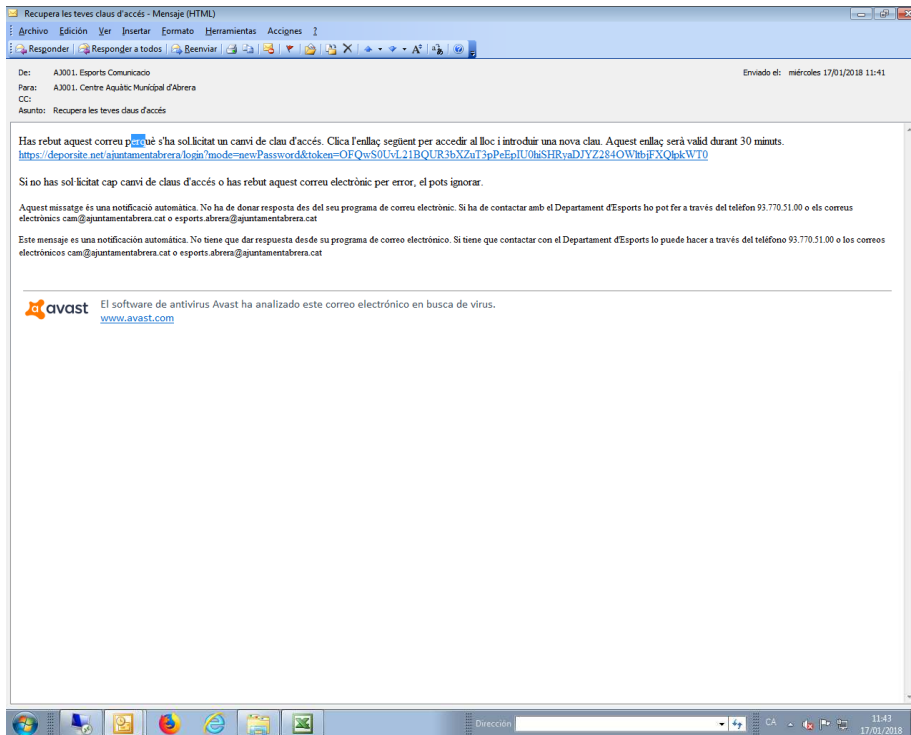 Recupera les teves claus d'accés - Mensaje (HTML)
Archivo Edición Ver Insertar Formato Herramientas Acciones ?
Responder Responder a todos Reenviar
De: AJ001. Esports Comunicacio Enviado el: miércoles 17/01/2018 11:41
Para: AJ001. Centre Aquàtic Municipal d'Abrera
CC:
Asunto: Recupera les teves claus d'accés
Has rebut aquest correu perquè s'ha sol.licitat un canvi de clau d'accés. Clica l'enllaç següent per accedir al lloc i introduir una nova clau. Aquest enllaç serà valid durant 30 minuts.
https://deporsite.net/ajuntamentabrera/login?mode=newPassword&token=OFQwS0UvL21BQUR3bXZuT3pPeEpIU0hiSHRyaDJYZ284OWltbjFXQlpkWT0
Si no has sol·licitat cap canvi de claus d'accés o has rebut aquest correu electrònic per error, el pots ignorar.
Aquest missatge és una notificació automàtica. No ha de donar resposta des del seu programa de correu electrònic. Si ha de contactar amb el Departament d'Esports ho pot fer a través del telèfon 93.770.51.00 o els correus
electrònics cam@ajuntamentabrera.cat o esports.abrera@ajuntamentabrera.cat
Este mensaje es una notificación automática. No tiene que dar respuesta desde su programa de correo electrónico. Si tiene que contactar con el Departament d'Esports lo puede hacer a través del teléfono 93.770.51.00 o los correos
electrónicos cam@ajuntamentabrera.cat o esports.abrera@ajuntamentabrera.cat
avast El software de antivirus Avast ha analizado este correo electrónico en busca de virus.
www.avast.com
Dirección CA 11:43
17/01/2018